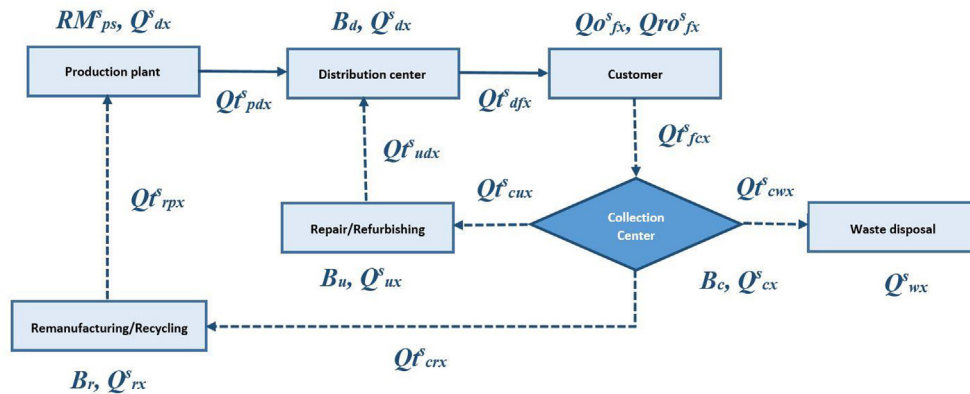 RMˢps, Qˢdx
Bd, Qˢdx
Qoˢfx, Qroˢfx
Production plant
Distribution center
Customer
Qtˢpdx
Qtˢdfx
Qtˢfcx
Qtˢudx
Qtˢrpx
Qtˢcux
Qtˢcwx
Collection
Center
Repair/Refurbishing
Waste disposal
Bu, Qˢux
Bc, Qˢcx
Qˢwx
Remanufacturing/Recycling
Qtˢcrx
Br, Qˢrx